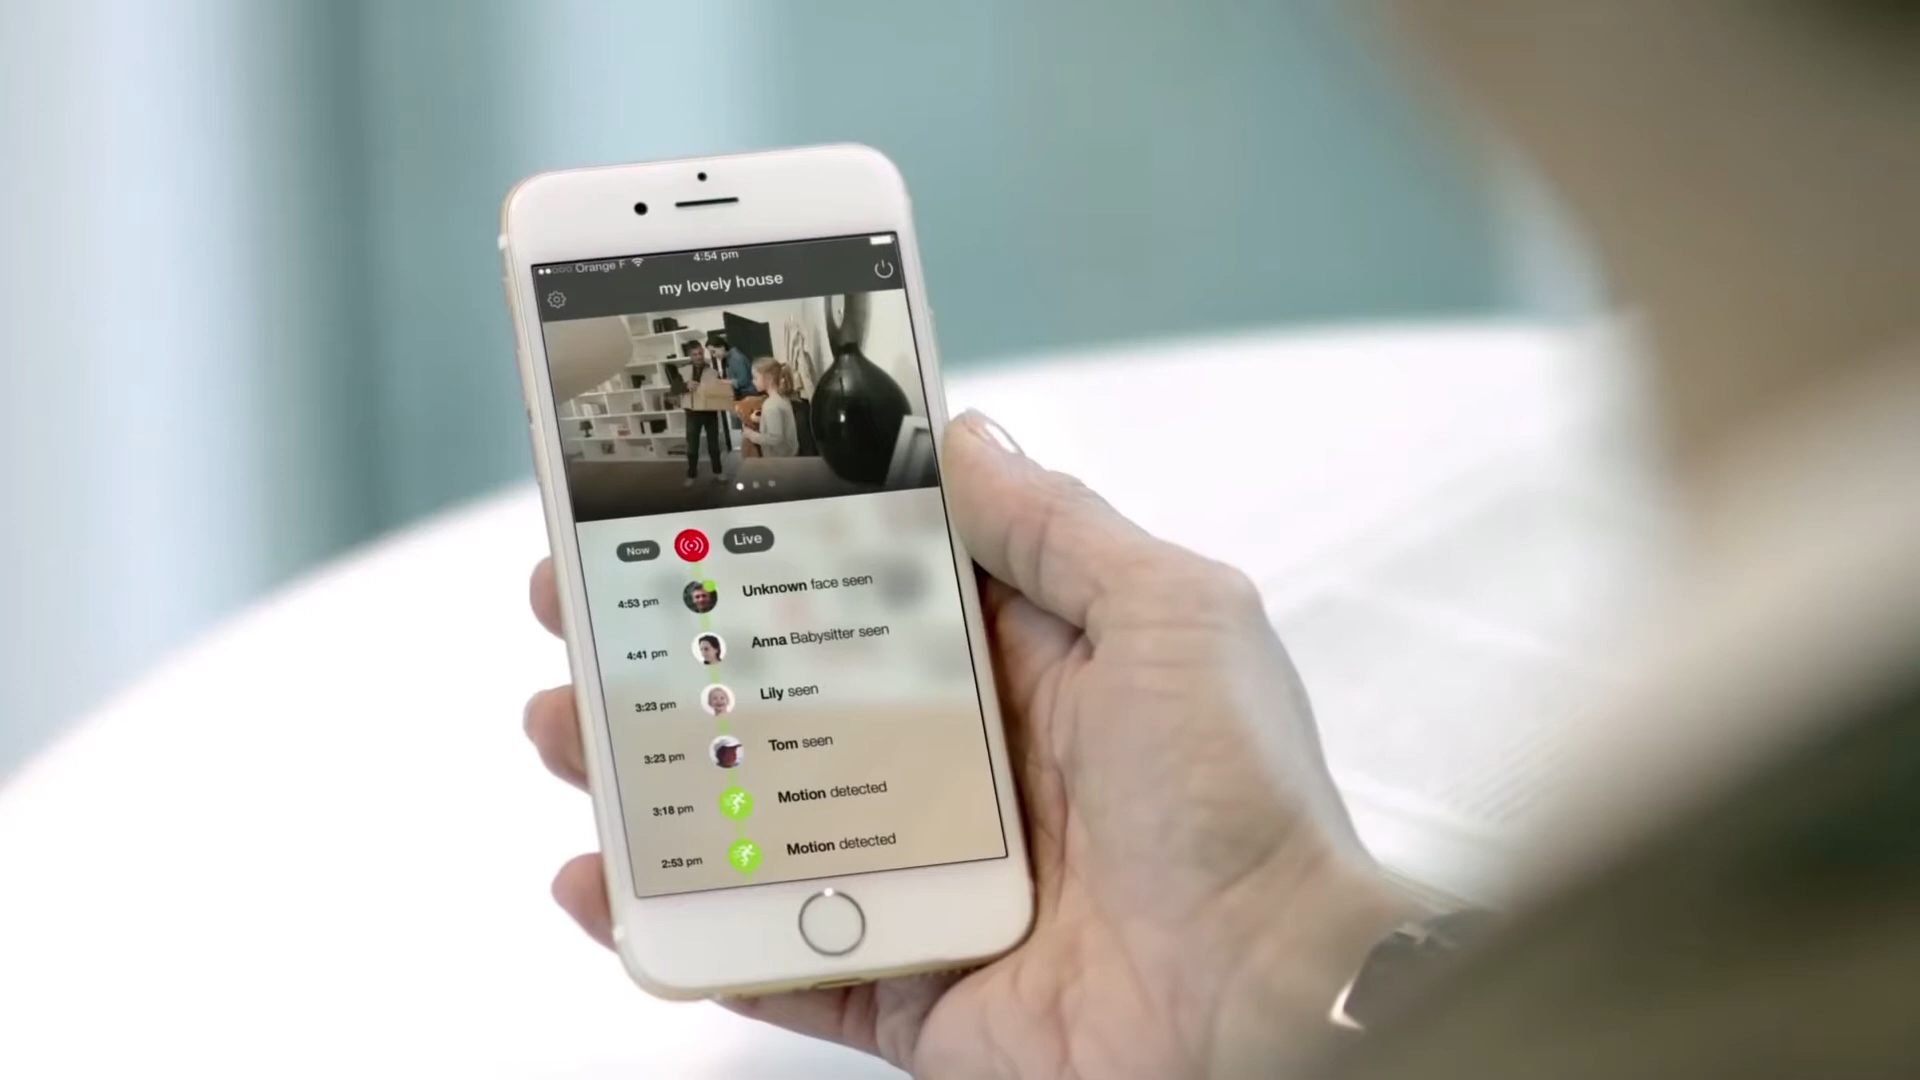 Orange F 4:54 pm
my lovely house
Now Live
4:53 pm Unknown face seen
4:41 pm Anna Babysitter seen
3:23 pm Lily seen
3:23 pm Tom seen
3:18 pm Motion detected
2:53 pm Motion detected